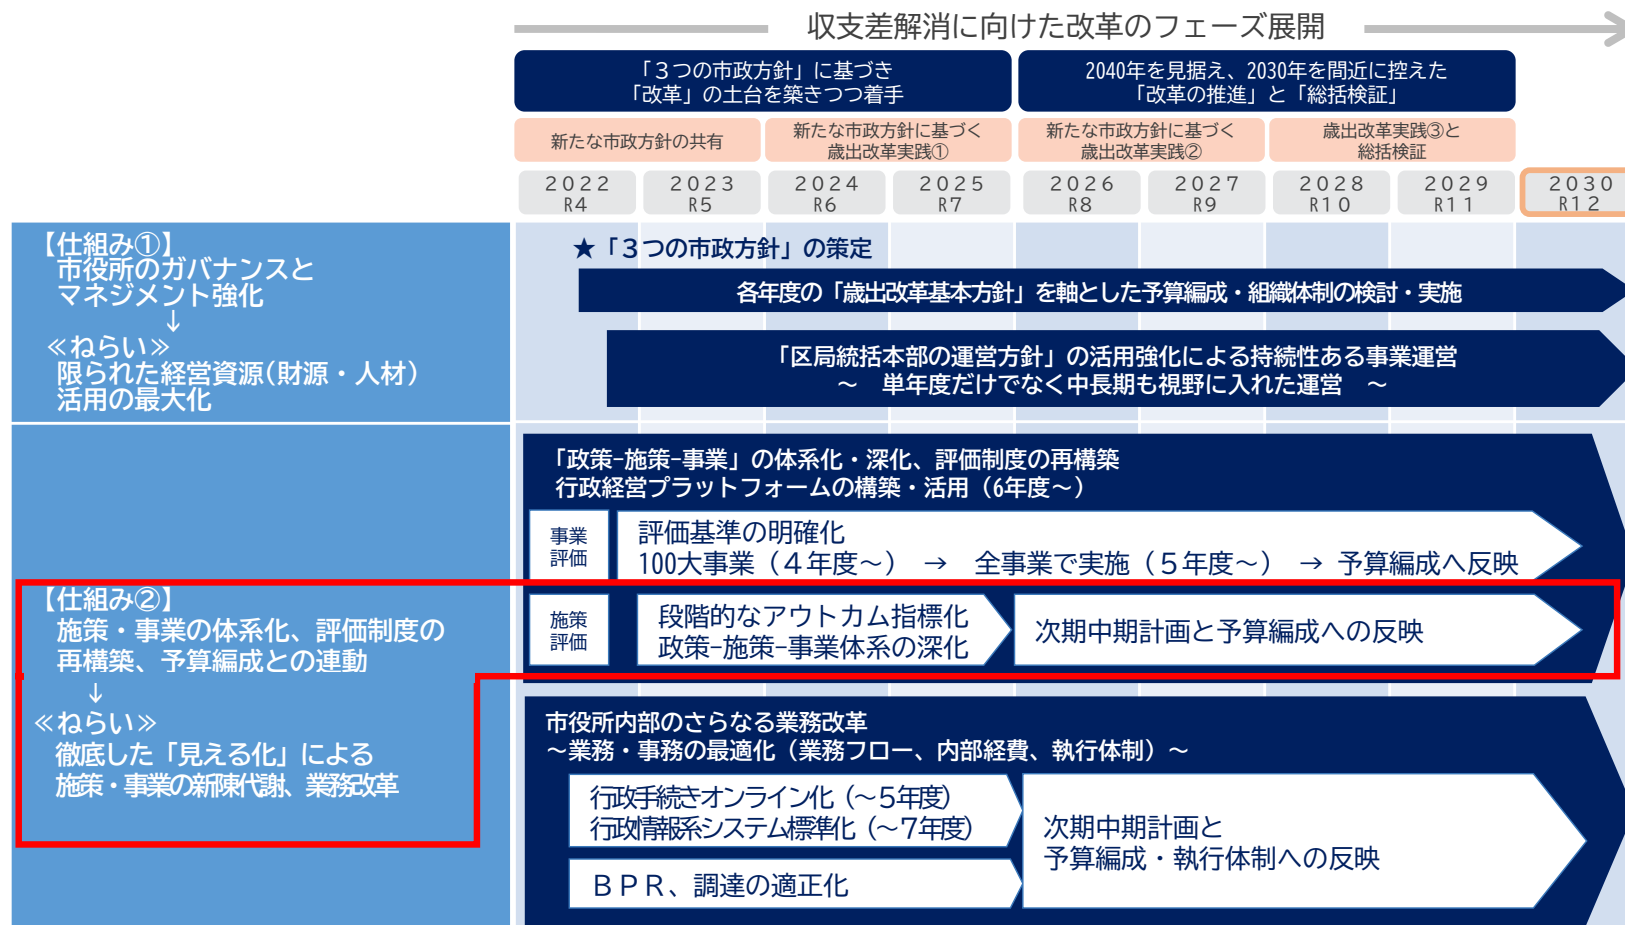 収支差解消に向けた改革のフェーズ展開
「３つの市政方針」に基づき
「改革」の土台を築きつつ着手
2040年を見据え、2030年を間近に控えた
「改革の推進」と「総括検証」
新たな市政方針の共有
新たな市政方針に基づく
歳出改革実践①
新たな市政方針に基づく
歳出改革実践②
歳出改革実践③と
総括検証
２０２２
R4
２０２３
R5
２０２４
R6
２０２５
R7
２０２６
R8
２０２７
R9
２０２８
R1０
２０２９
R1１
２０３０
R1２
【仕組み①】
市役所のガバナンスと
マネジメント強化
↓
≪ねらい≫
限られた経営資源(財源・人材)
活用の最大化
★「３つの市政方針」の策定
各年度の「歳出改革基本方針」を軸とした予算編成・組織体制の検討・実施
「区局統括本部の運営方針」の活用強化による持続性ある事業運営
～　単年度だけでなく中長期も視野に入れた運営　～
【仕組み②】
施策・事業の体系化、評価制度の
再構築、予算編成との連動
↓
≪ねらい≫
徹底した「見える化」による
施策・事業の新陳代謝、業務改革
「政策-施策-事業」の体系化・深化、評価制度の再構築
行政経営プラットフォームの構築・活用（6年度～）
事業
評価
評価基準の明確化
100大事業（４年度～）　→　全事業で実施（５年度～）　→ 予算編成へ反映
施策
評価
段階的なアウトカム指標化
政策-施策-事業体系の深化
次期中期計画と予算編成への反映
市役所内部のさらなる業務改革
～業務・事務の最適化（業務フロー、内部経費、執行体制）～
行政手続きオンライン化（～５年度）
行政情報系システム標準化（～７年度）
ＢＰＲ、調達の適正化
次期中期計画と
予算編成・執行体制への反映